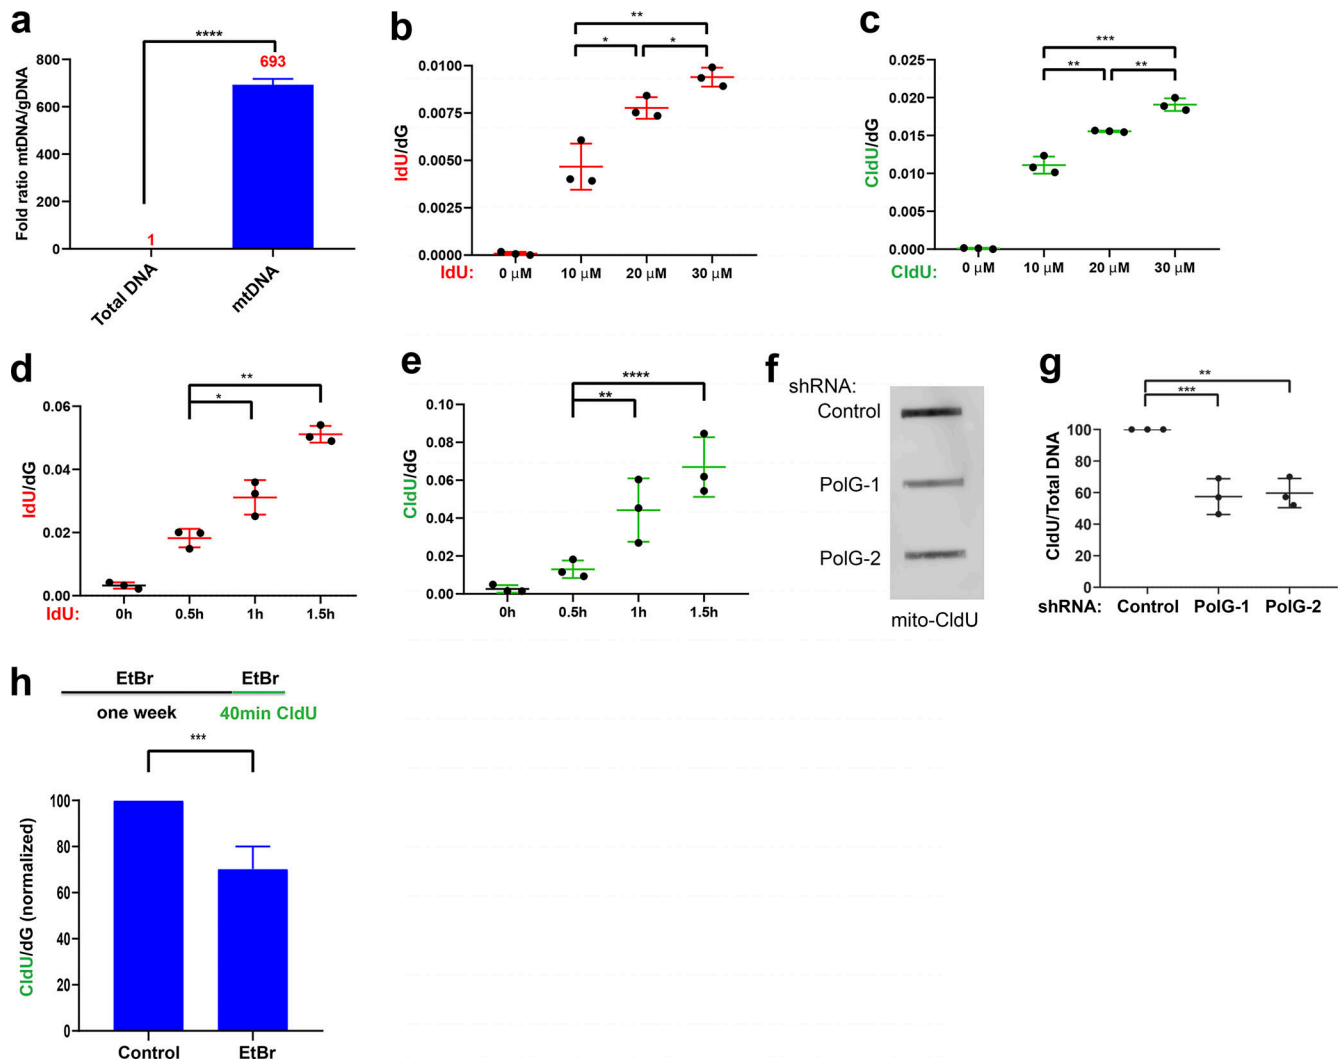 a
Fold ratio mtDNA/gDNA
800
600
400
200
0
****
693
1
Total DNA
mtDNA
b
IdU/dG
0.0100
0.0075
0.0050
0.0025
0.0000
**
*
*
IdU:
0 μM
10 μM
20 μM
30 μM
c
CldU/dG
0.025
0.020
0.015
0.010
0.005
0.000
***
**
**
CldU:
0 μM
10 μM
20 μM
30 μM
d
IdU/dG
0.06
0.04
0.02
0.00
**
*
IdU:
0h
0.5h
1h
1.5h
e
CldU/dG
0.10
0.08
0.06
0.04
0.02
0.00
****
**
0h
0.5h
1h
1.5h
f
shRNA:
Control
PolG-1
PolG-2
mito-CldU
g
CldU/Total DNA
100
80
60
40
20
0
**
***
shRNA:
Control
PolG-1
PolG-2
h
EtBr
EtBr
one week
40min CldU
***
CldU/dG (normalized)
100
80
60
40
20
0
Control
EtBr